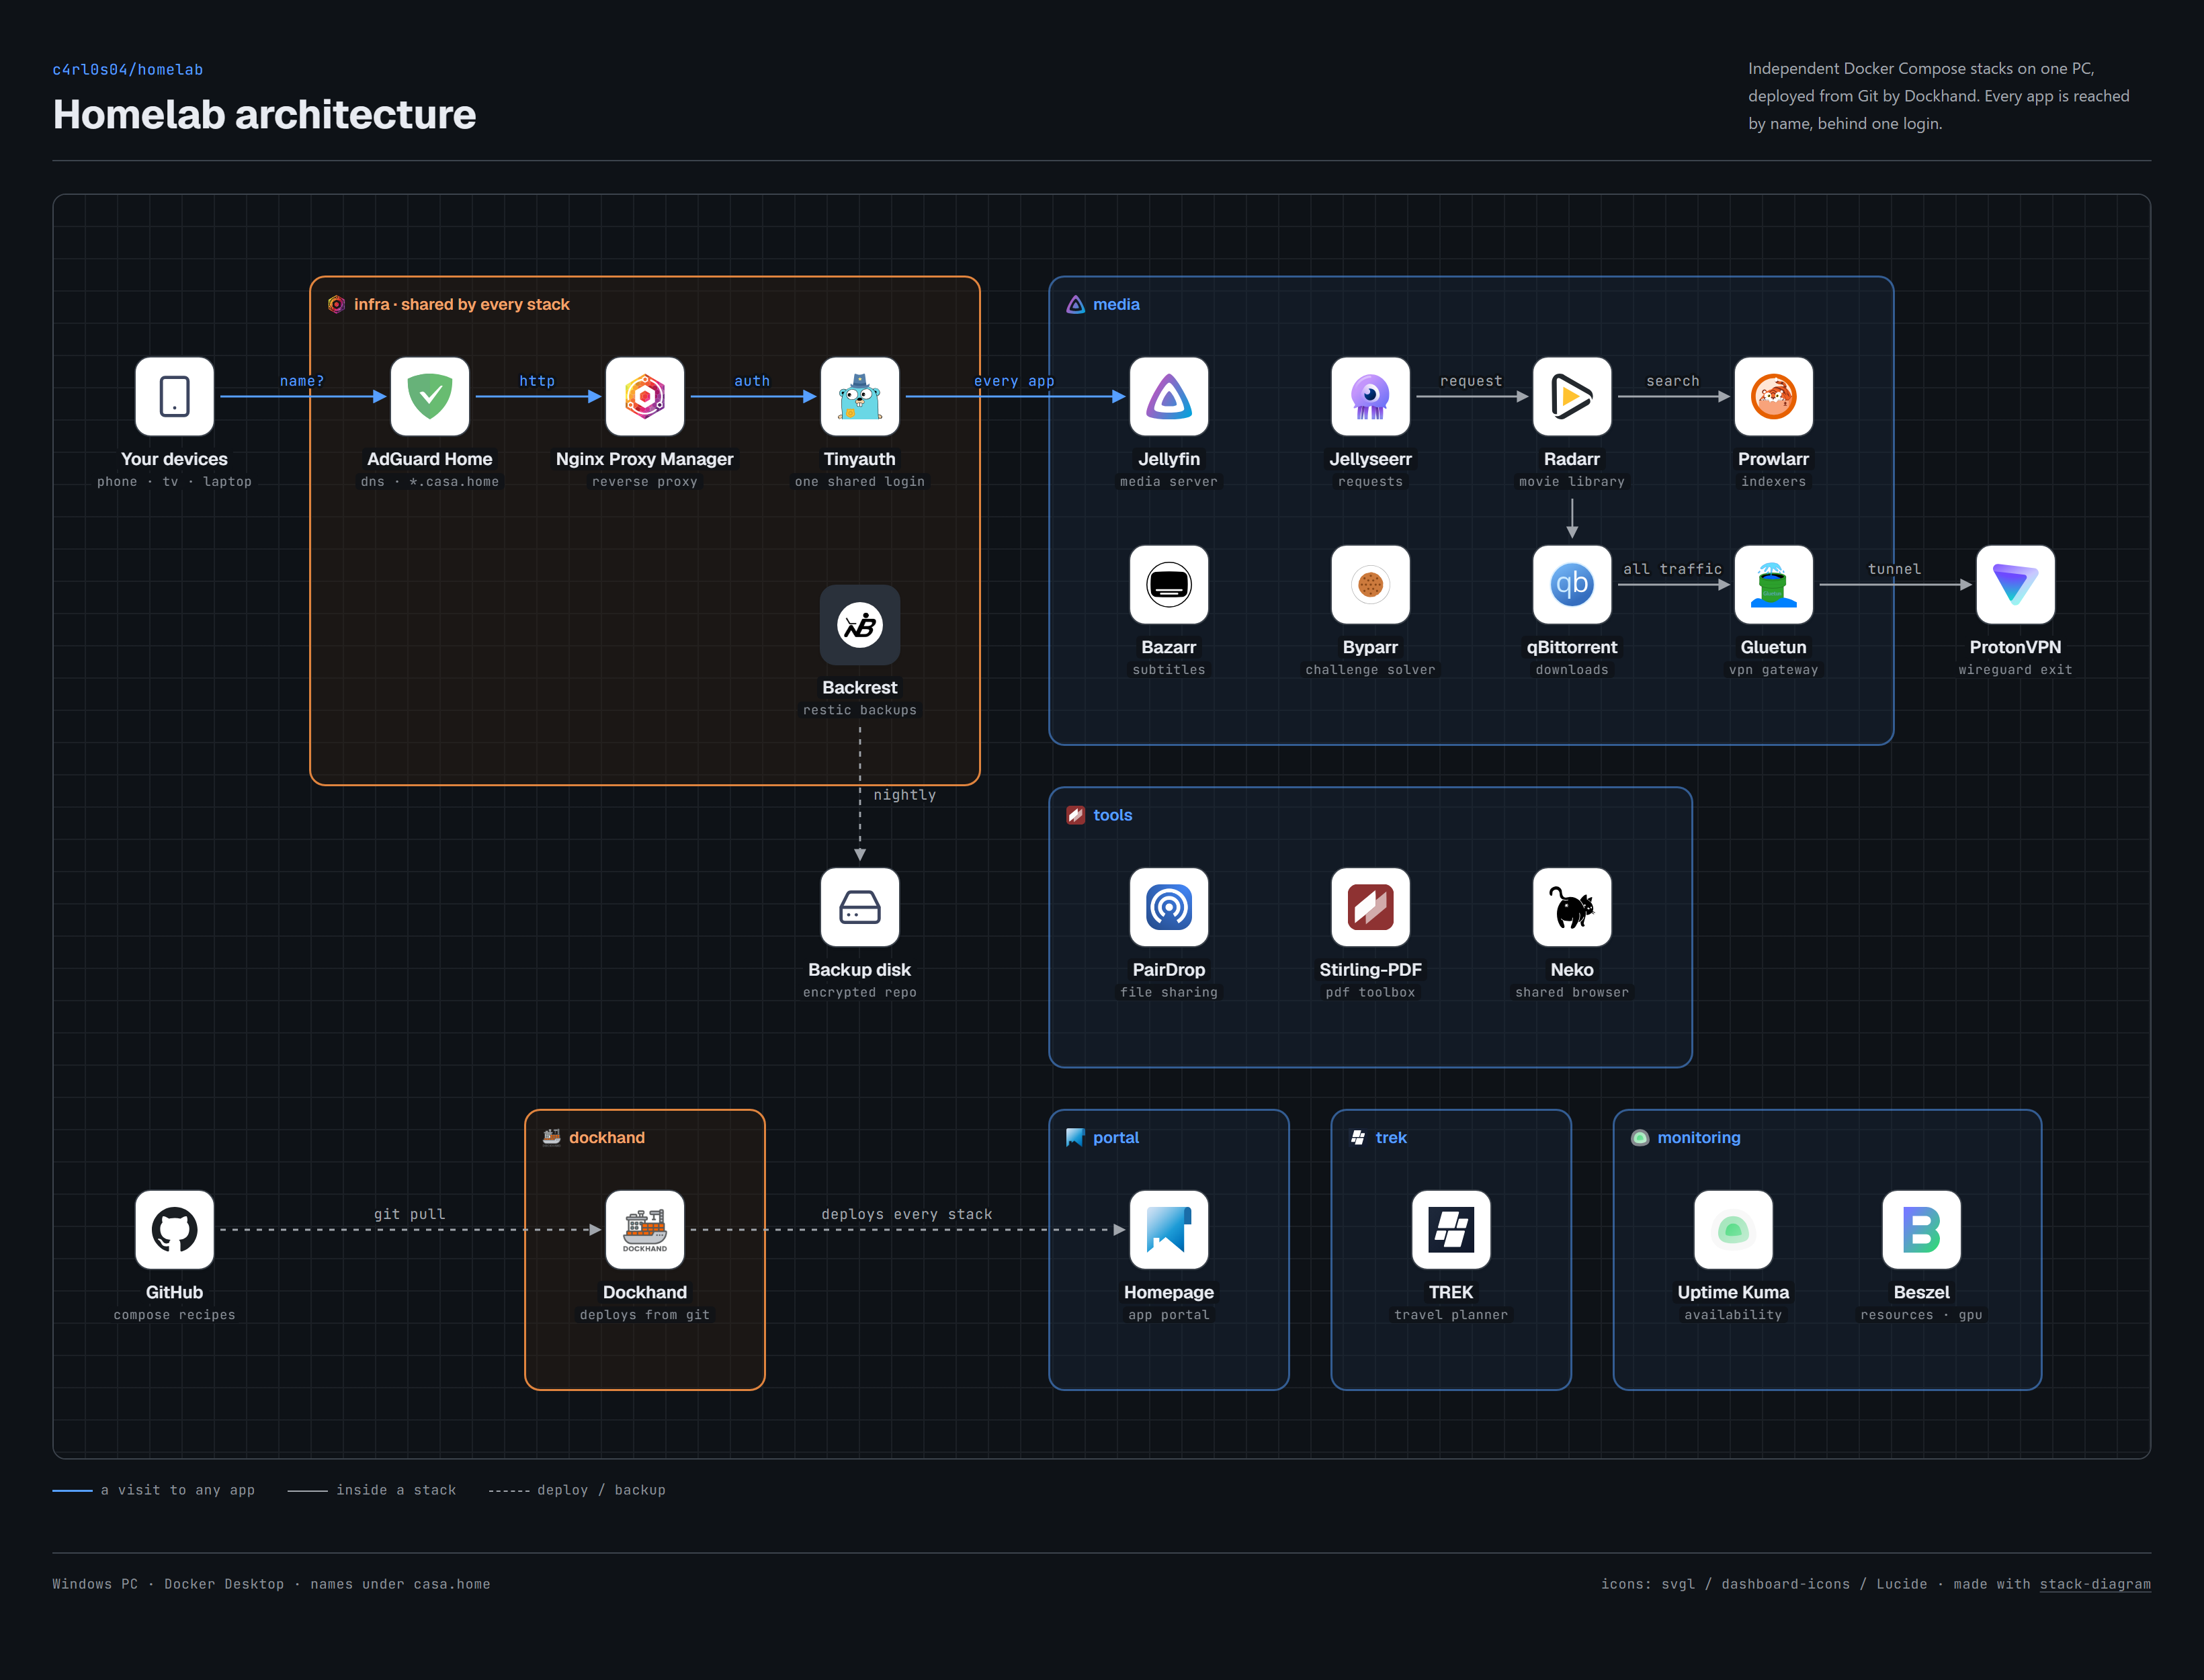 c4rl0s04/homelab
Homelab architecture
Independent Docker Compose stacks on one PC,
deployed from Git by Dockhand. Every app is reached
by name, behind one login.
infra · shared by every stack
media
name?
http
auth
every app
request
search
Your devices
phone · tv · laptop
AdGuard Home
dns · *.casa.home
Nginx Proxy Manager
reverse proxy
Tinyauth
one shared login
Jellyfin
media server
Jellyseerr
requests
Radarr
movie library
Prowlarr
indexers
qb
all traffic
tunnel
Bazarr
subtitles
Byparr
challenge solver
qBittorrent
downloads
Gluetun
vpn gateway
ProtonVPN
wireguard exit
Backrest
restic backups
nightly
tools
Backup disk
encrypted repo
PairDrop
file sharing
Stirling-PDF
pdf toolbox
Neko
shared browser
dockhand
portal
trek
monitoring
git pull
DOCKHAND
deploys every stack
B
GitHub
compose recipes
Dockhand
deploys from git
Homepage
app portal
TREK
travel planner
Uptime Kuma
availability
Beszel
resources · gpu
a visit to any app
inside a stack
deploy / backup
Windows PC · Docker Desktop · names under casa.home
icons: svgl / dashboard-icons / Lucide · made with stack-diagram